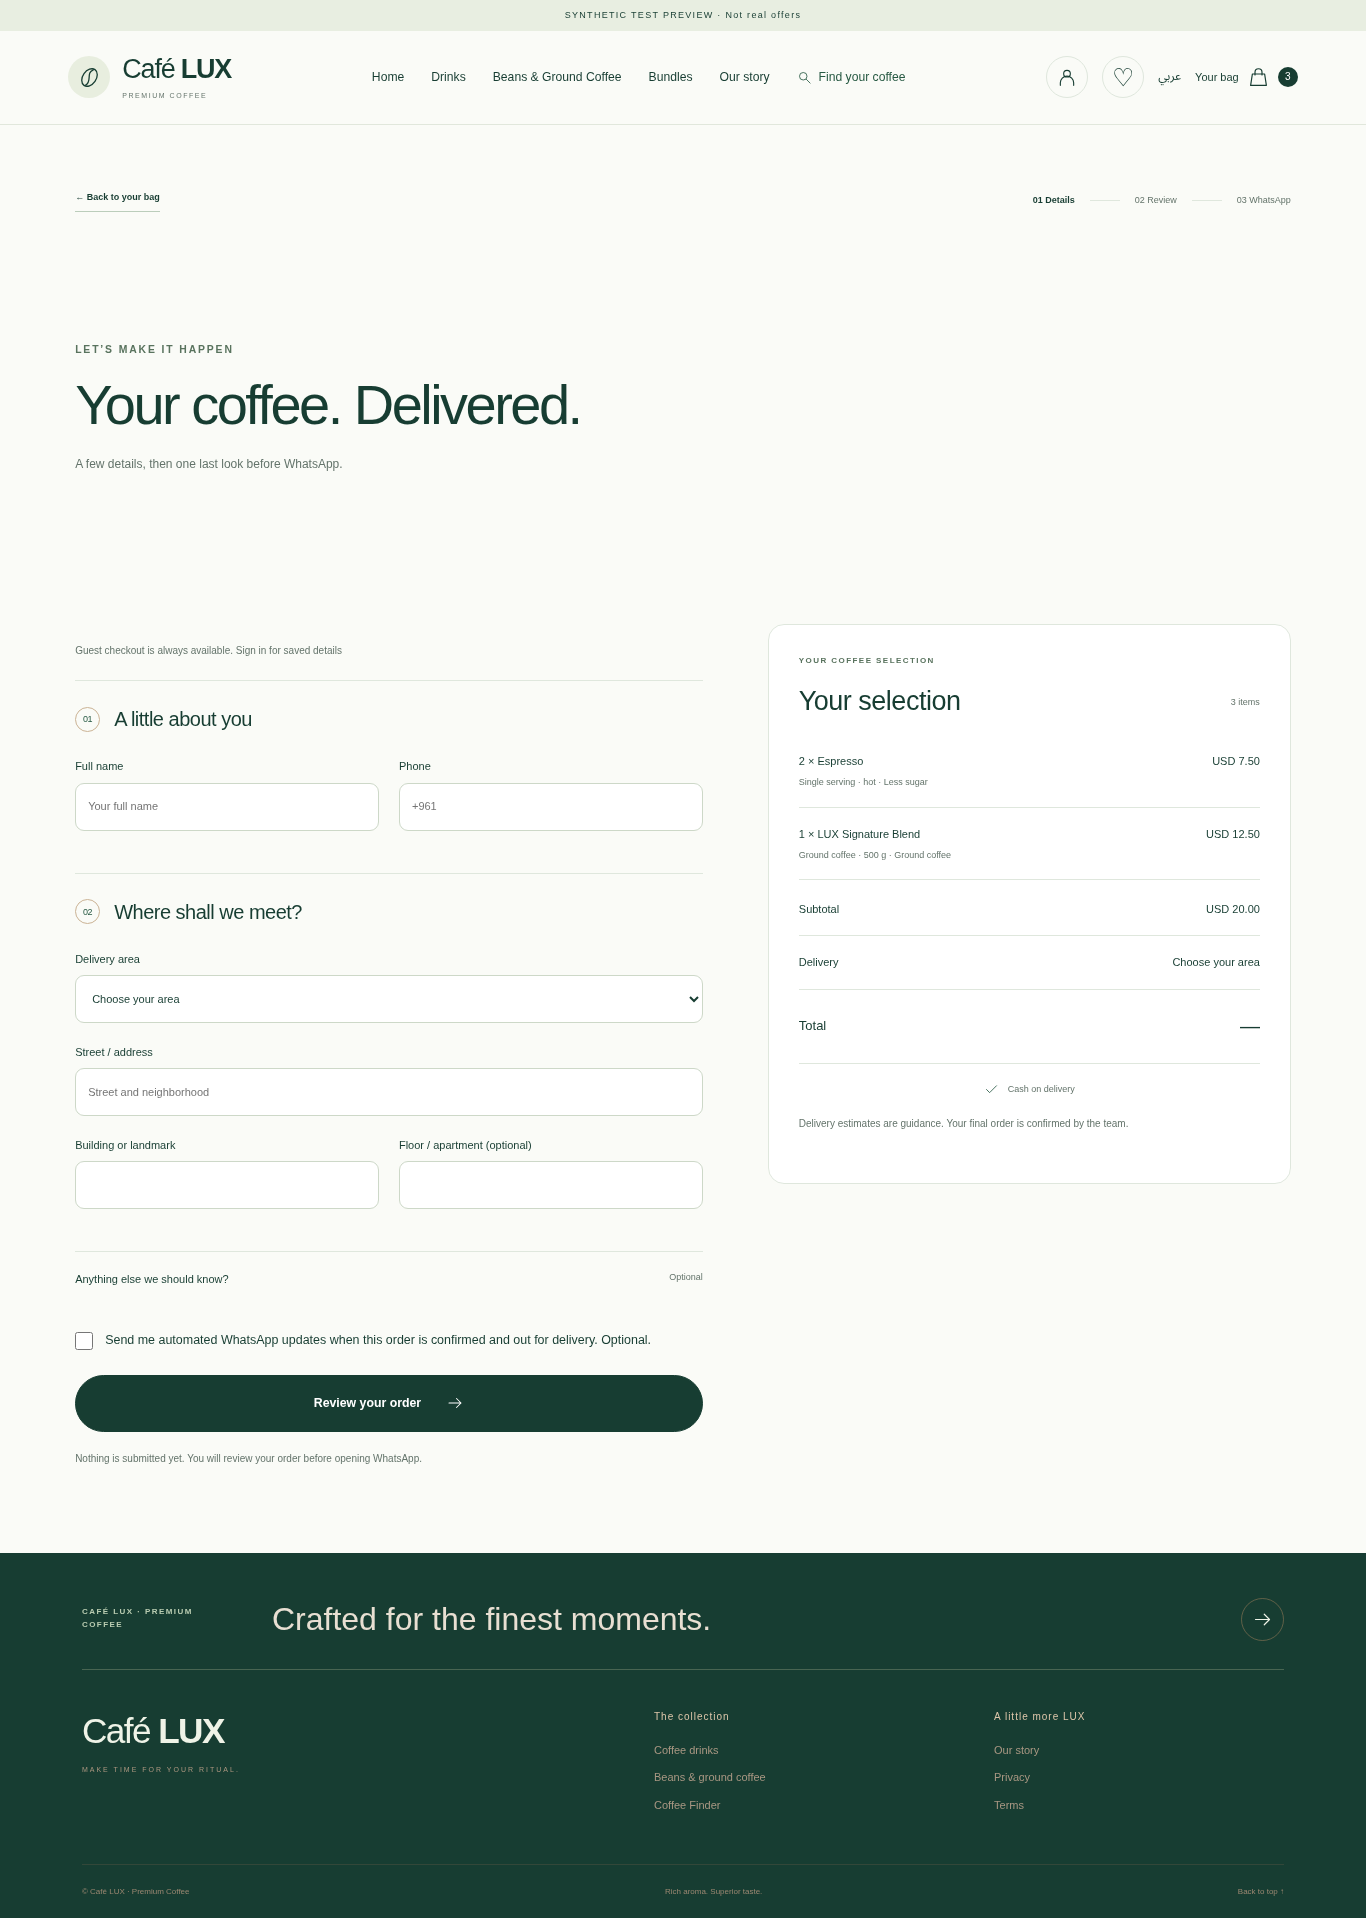 SYNTHETIC TEST PREVIEW · Not real offers
Café LUX
PREMIUM COFFEE
Home
Drinks
Beans & Ground Coffee
Bundles
Our story
Find your coffee
عربي
Your bag
3
← Back to your bag
01 Details
02 Review
03 WhatsApp
LET'S MAKE IT HAPPEN
Your coffee. Delivered.
A few details, then one last look before WhatsApp.
Guest checkout is always available. Sign in for saved details
01
A little about you
Full name
Phone
Your full name
+961
02
Where shall we meet?
Delivery area
Choose your area
Street / address
Street and neighborhood
Building or landmark
Floor / apartment (optional)
Anything else we should know?
Optional
Send me automated WhatsApp updates when this order is confirmed and out for delivery. Optional.
Review your order
Nothing is submitted yet. You will review your order before opening WhatsApp.
YOUR COFFEE SELECTION
Your selection
3 items
2 × Espresso
USD 7.50
Single serving · hot · Less sugar
1 × LUX Signature Blend
USD 12.50
Ground coffee · 500 g · Ground coffee
Subtotal
USD 20.00
Delivery
Choose your area
Total
—
Cash on delivery
Delivery estimates are guidance. Your final order is confirmed by the team.
CAFÉ LUX · PREMIUM
COFFEE
Crafted for the finest moments.
Café LUX
MAKE TIME FOR YOUR RITUAL.
The collection
Coffee drinks
Beans & ground coffee
Coffee Finder
A little more LUX
Our story
Privacy
Terms
© Café LUX · Premium Coffee
Rich aroma. Superior taste.
Back to top ↑